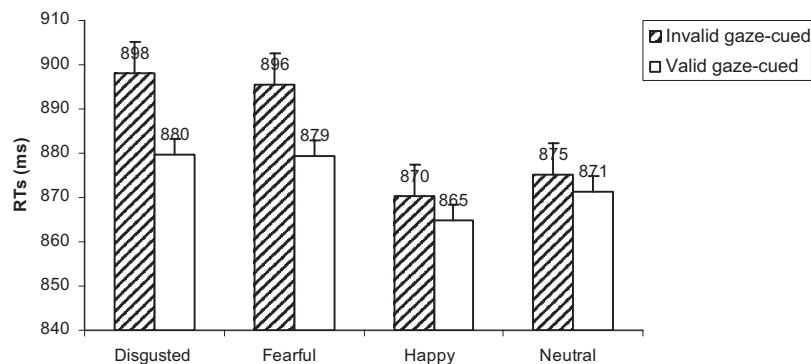 910
900
890
880
870
860
850
840
RTs (ms)
898
880
896
879
870
865
875
871
Disgusted
Fearful
Happy
Neutral
Invalid gaze-cued
Valid gaze-cued